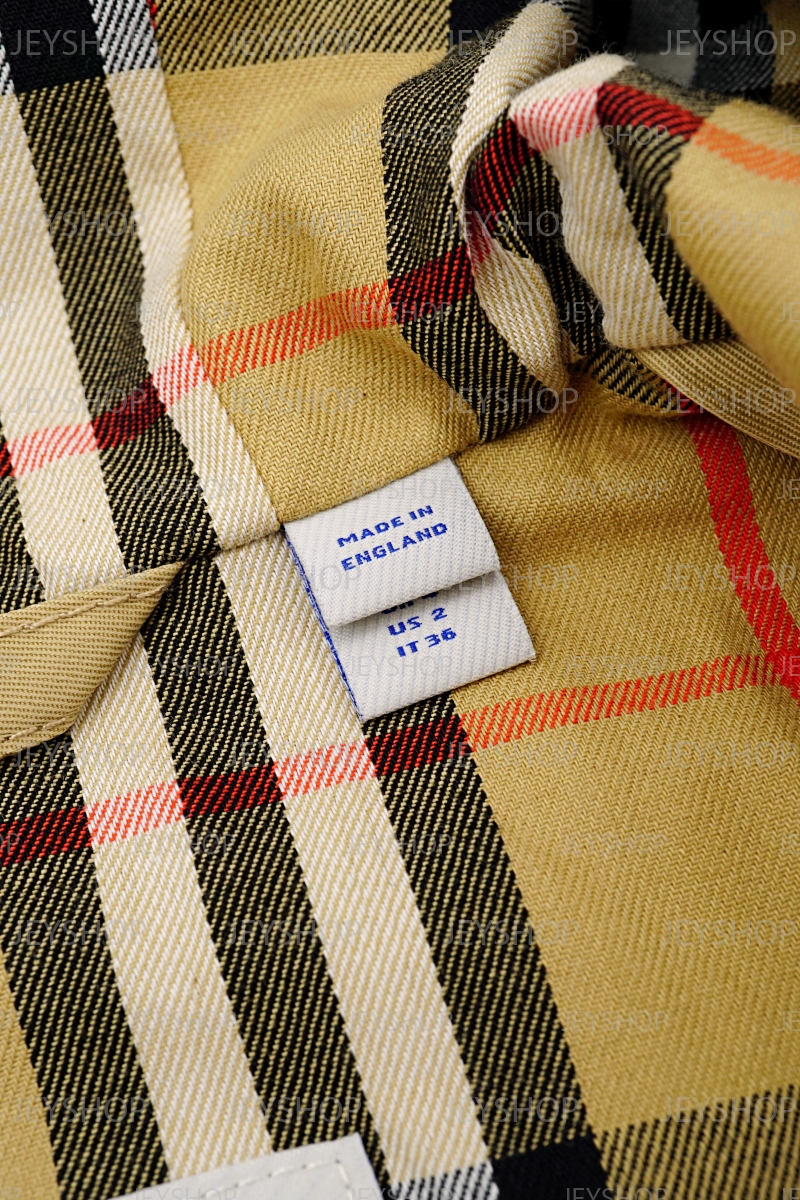 MADE IN
ENGLAND
US 2
IT 36
JEYSHOP